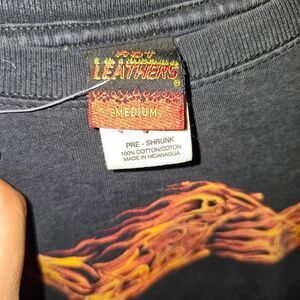 HOT
LEATHERS
MEDIUM
PRE - SHRUNK
100% COTTON/COTON
MADE IN NICARAGUA